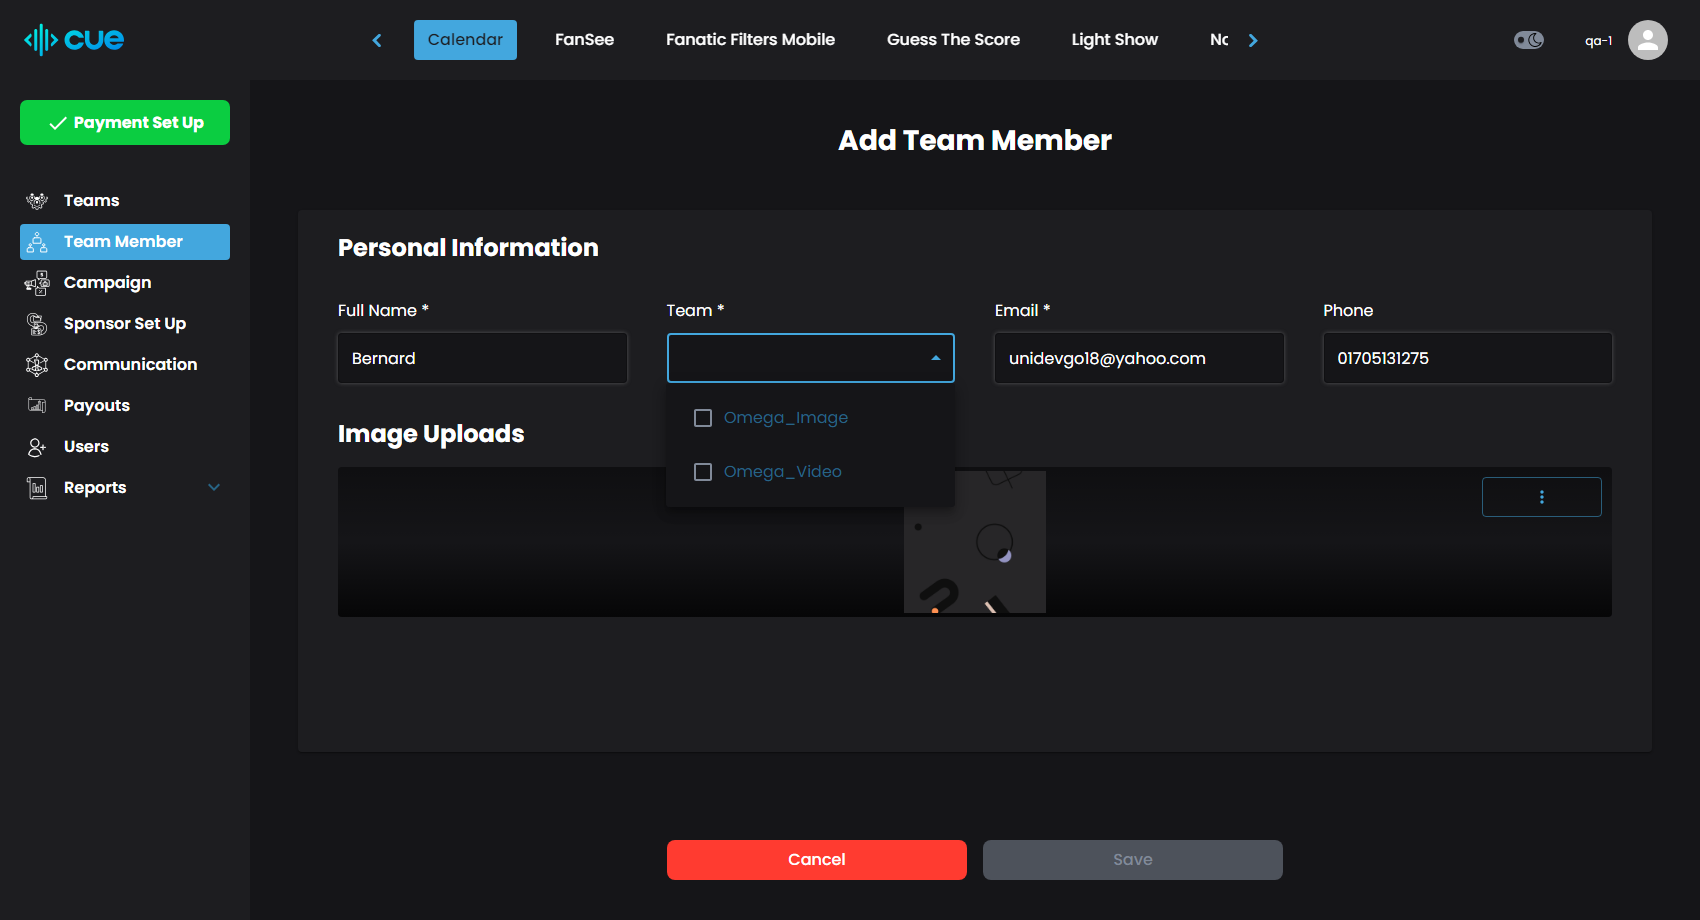 cue
Calendar
FanSee
Fanatic Filters Mobile
Guess The Score
Light Show
qa-1
Payment Set Up
Teams
Team Member
Campaign
Sponsor Set Up
Communication
Payouts
Users
Reports
Add Team Member
Personal Information
Full Name *
Team *
Email *
Phone
Bernard
unidevgo18@yahoo.com
01705131275
Omega_Image
Omega_Video
Image Uploads
Cancel
Save